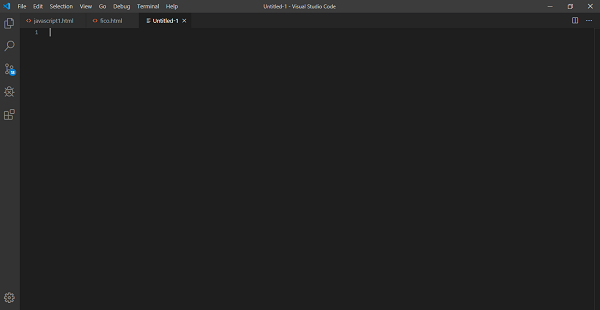 File Edit Selection View Go Debug Terminal Help
Untitled-1 - Visual Studio Code
javascript1.html
fico.html
Untitled-1
1